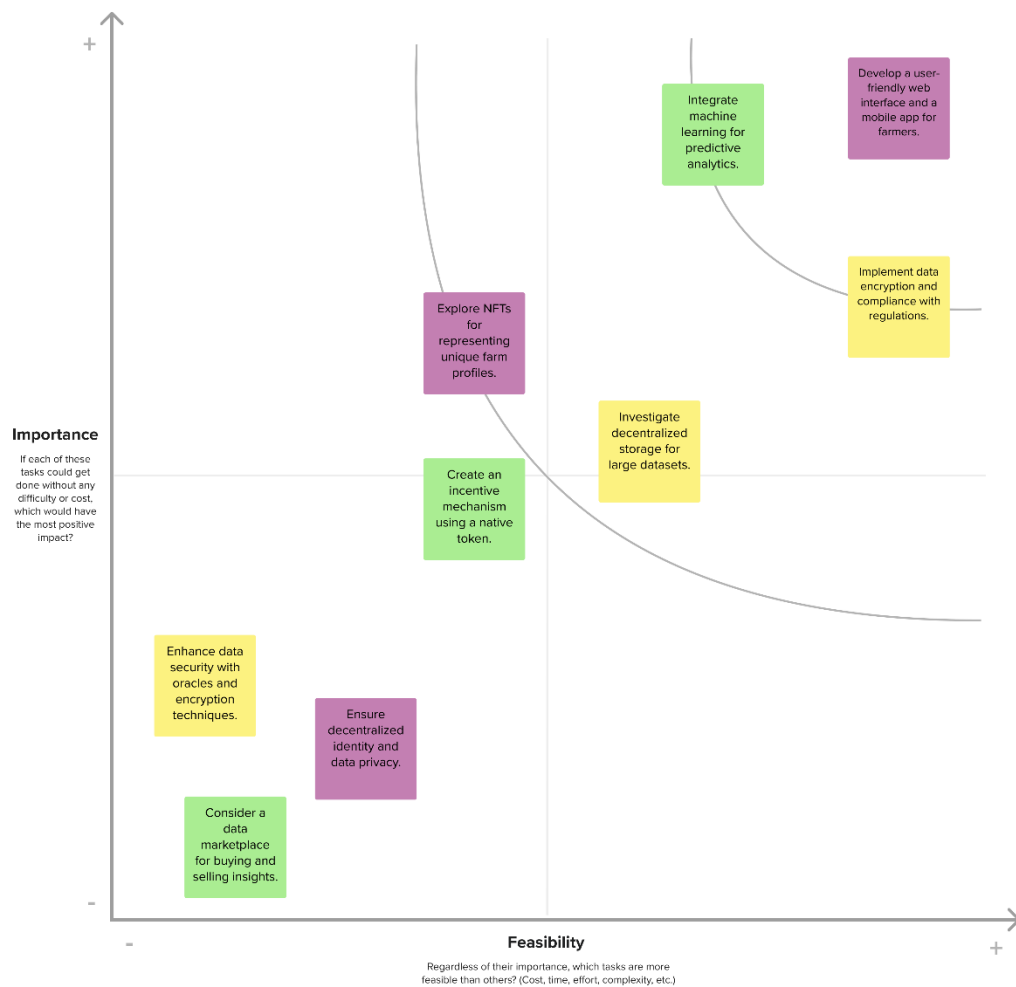 +
Develop a user-
friendly web
interface and a
mobile app for
farmers.
Integrate
machine
learning for
predictive
analytics.
Implement data
encryption and
compliance with
regulations.
Explore NFTs
for
representing
unique farm
profiles.
Investigate
decentralized
storage for
large datasets.
Importance
If each of these
tasks could get
done without any
difficulty or cost,
which would have
the most positive
impact?
Create an
incentive
mechanism
using a native
token.
Enhance data
security with
oracles and
encryption
techniques.
Ensure
decentralized
identity and
data privacy.
Consider a
data
marketplace
for buying and
selling insights.
-
-
Feasibility
+
Regardless of their importance, which tasks are more
feasible than others? (Cost, time, effort, complexity, etc.)